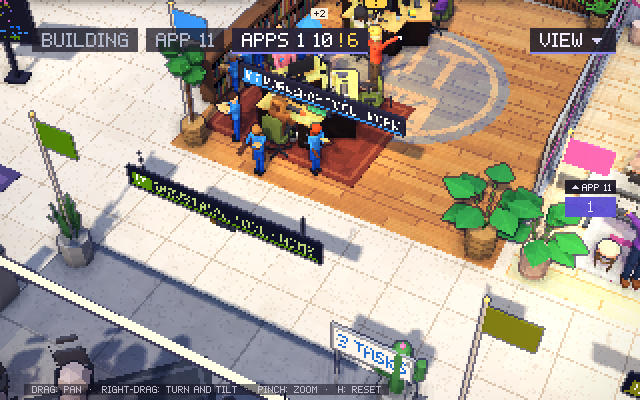 +2
BUILDING
APP 11
APPS 1 10 !6
VIEW
APP 11
1
3 TASKS
DRAG: PAN · RIGHT-DRAG: TURN AND TILT · PINCH: ZOOM · H: RESET